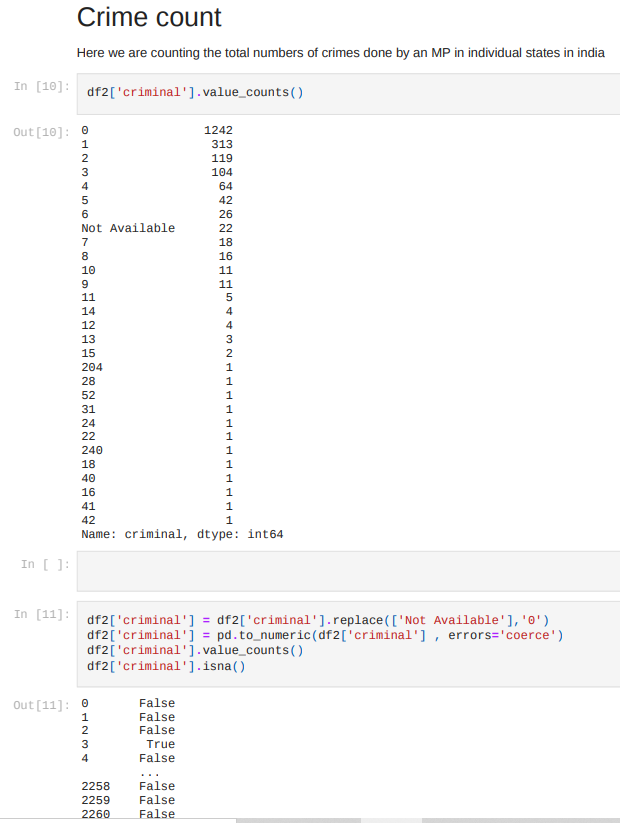 Crime count
Here we are counting the total numbers of crimes done by an MP in individual states in india
In [10]: df2['criminal'].value_counts()
Out[10]: 0 1242
1 313
2 119
3 104
4 64
5 42
6 26
Not Available 22
7 18
8 16
10 11
9 11
11 5
14 4
12 4
13 3
15 2
204 1
28 1
52 1
31 1
24 1
22 1
240 1
18 1
40 1
16 1
41 1
42 1
Name: criminal, dtype: int64
In [ ]:
In [11]: df2['criminal'] = df2['criminal'].replace(['Not Available'],'0')
df2['criminal'] = pd.to_numeric(df2['criminal'] , errors='coerce')
df2['criminal'].value_counts()
df2['criminal'].isna()
Out[11]: 0 False
1 False
2 False
3 True
4 False
...
2258 False
2259 False
2260 False